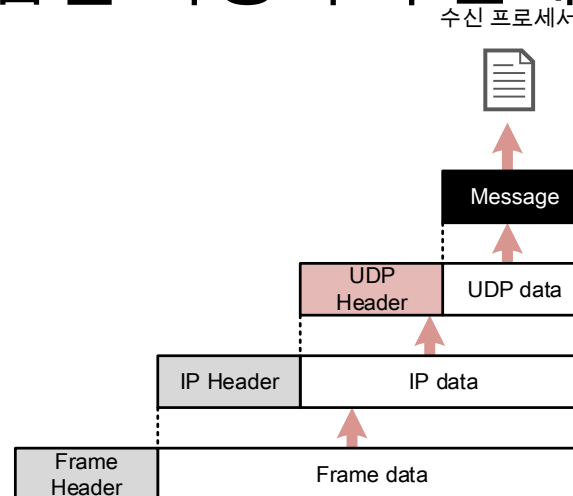 수신 프로세서
Message
UDP
Header
UDP data
IP Header
IP data
Frame
Header
Frame data